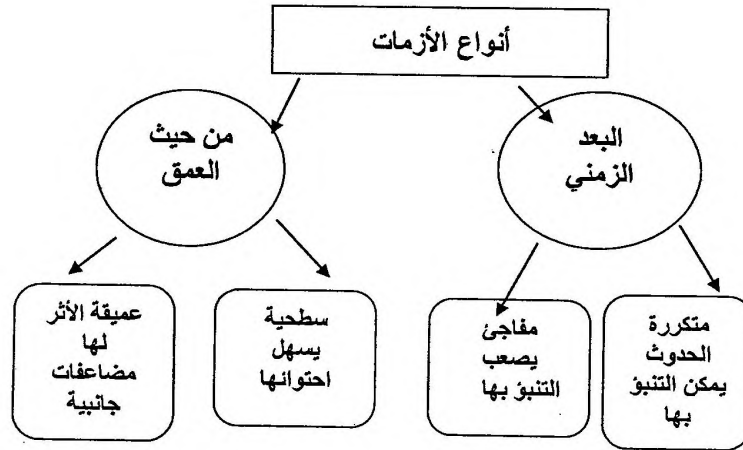 أنواع الأزمات
البعد
الزمني
من حيث
العمق
متكررة
الحدوث
يمكن التنبؤ
بها
مفاجئ
يصعب
التنبؤ بها
سطحية
يسهل
احتوائها
عميقة الأثر
لها
مضاعفات
جانبية